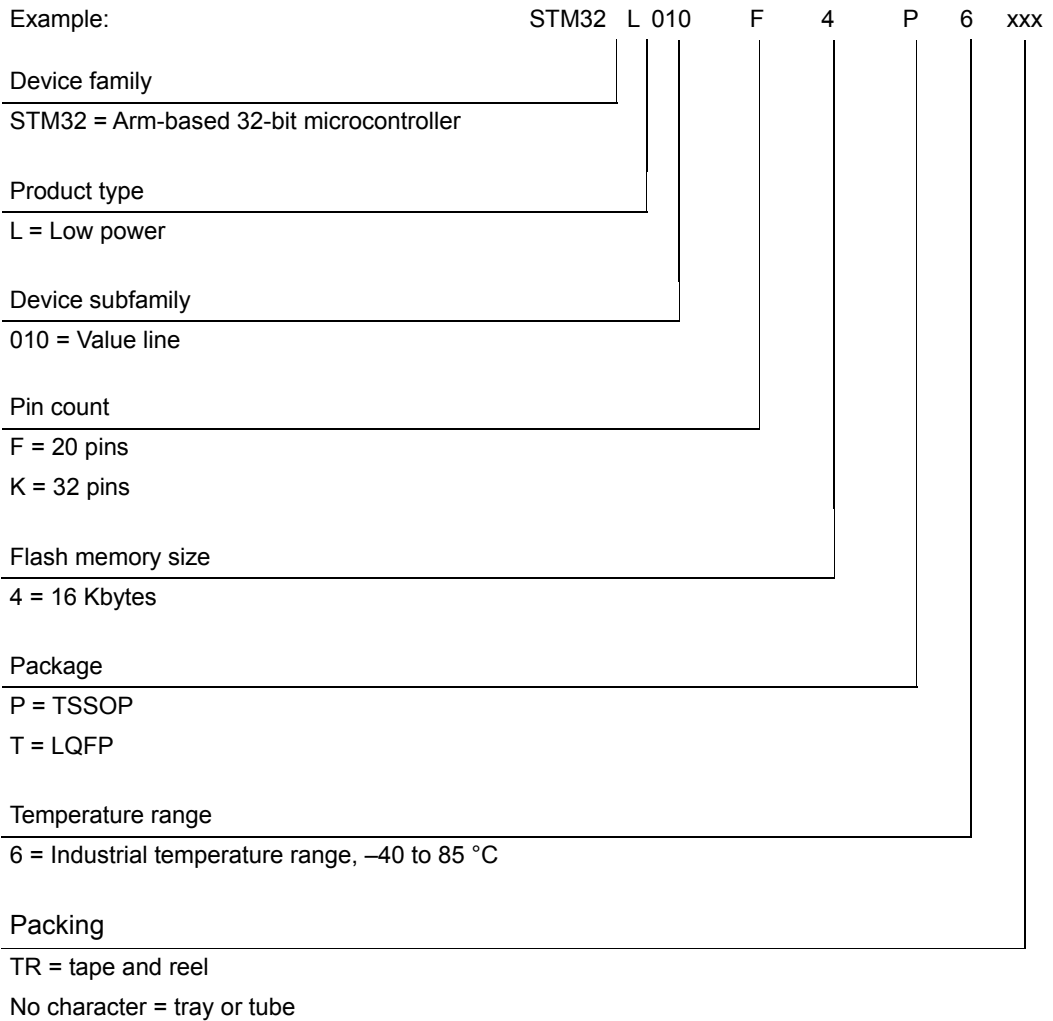 Example: STM32 L 010 F 4 P 6 xxx
Device family
STM32 = Arm-based 32-bit microcontroller
Product type
L = Low power
Device subfamily
010 = Value line
Pin count
F = 20 pins
K = 32 pins
Flash memory size
4 = 16 Kbytes
Package
P = TSSOP
T = LQFP
Temperature range
6 = Industrial temperature range, –40 to 85 °C
Packing
TR = tape and reel
No character = tray or tube